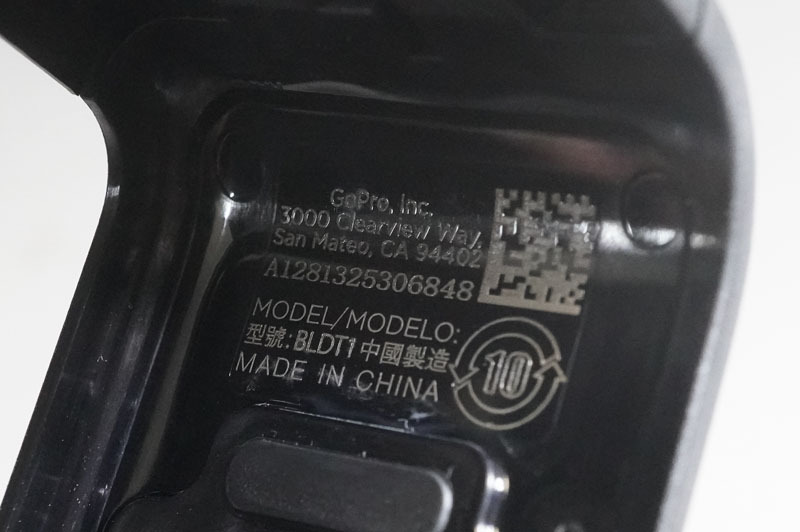 GoPro, Inc.
3000 Clearview Way,
San Mateo, CA 94402
A1281325306848
MODEL/MODELO:
型號: BLDT1 中國製造
MADE IN CHINA
10